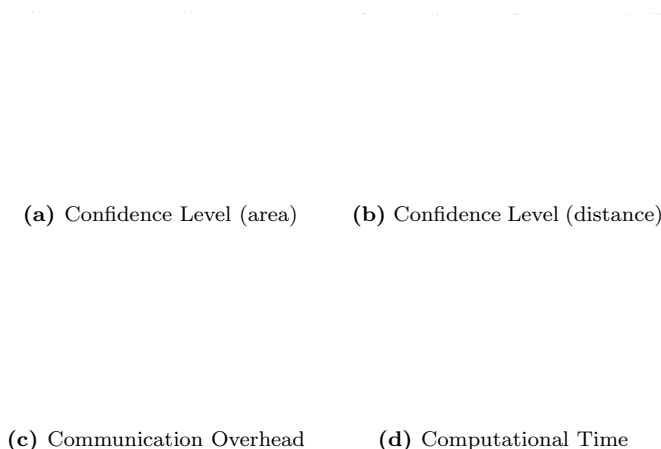 (a) Confidence Level (area)
(b) Confidence Level (distance)
(c) Communication Overhead
(d) Computational Time